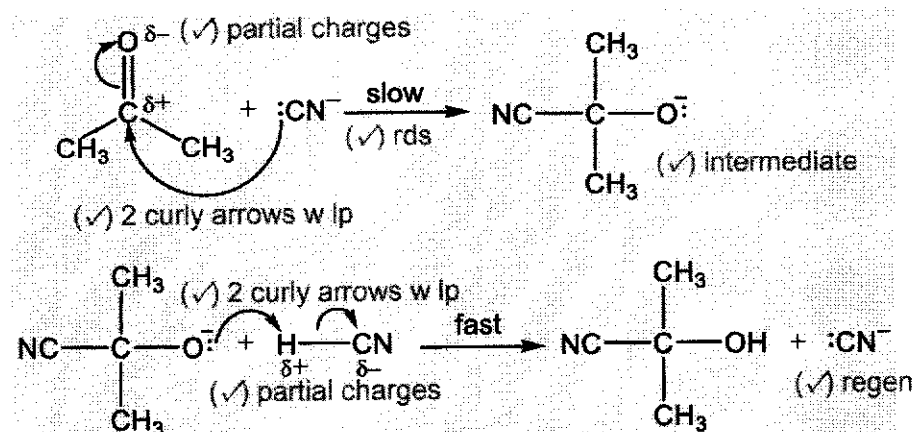 O δ– (✓) partial charges
C δ+ + :CN⁻ slow
CH₃ CH₃ (✓) rds
CH₃
NC C O:⁻
CH₃
(✓) intermediate
(✓) 2 curly arrows w lp
CH₃ (✓) 2 curly arrows w lp
NC C O:⁻ + H CN fast
δ+ δ–
CH₃ (✓) partial charges
CH₃
NC C OH + :CN⁻
CH₃ (✓) regen